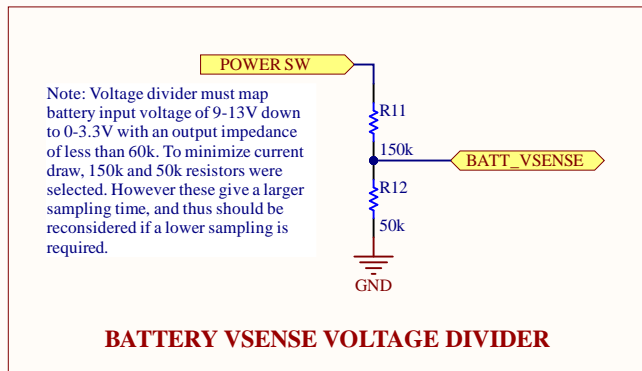 POWER SW
Note: Voltage divider must map
battery input voltage of 9-13V down
to 0-3.3V with an output impedance
of less than 60k. To minimize current
draw, 150k and 50k resistors were
selected. However these give a larger
sampling time, and thus should be
reconsidered if a lower sampling is
required.
R11
150k
BATT_VSENSE
R12
50k
GND
BATTERY VSENSE VOLTAGE DIVIDER